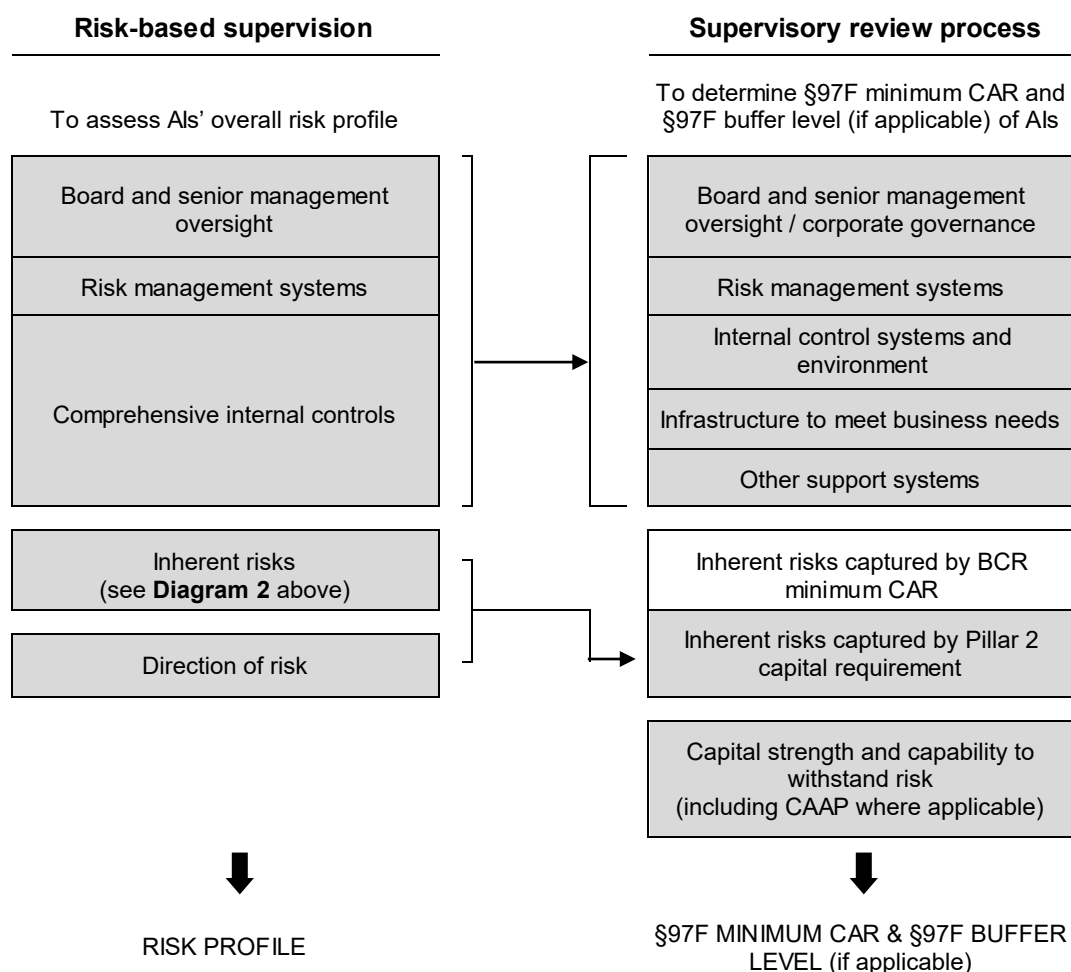 Risk-based supervision
To assess AIs' overall risk profile
Board and senior management
oversight
Risk management systems
Comprehensive internal controls
Inherent risks
(see Diagram 2 above)
Direction of risk
RISK PROFILE
Supervisory review process
To determine §97F minimum CAR and
§97F buffer level (if applicable) of AIs
Board and senior management
oversight / corporate governance
Risk management systems
Internal control systems and
environment
Infrastructure to meet business needs
Other support systems
Inherent risks captured by BCR
minimum CAR
Inherent risks captured by Pillar 2
capital requirement
Capital strength and capability to
withstand risk
(including CAAP where applicable)
§97F MINIMUM CAR & §97F BUFFER
LEVEL (if applicable)